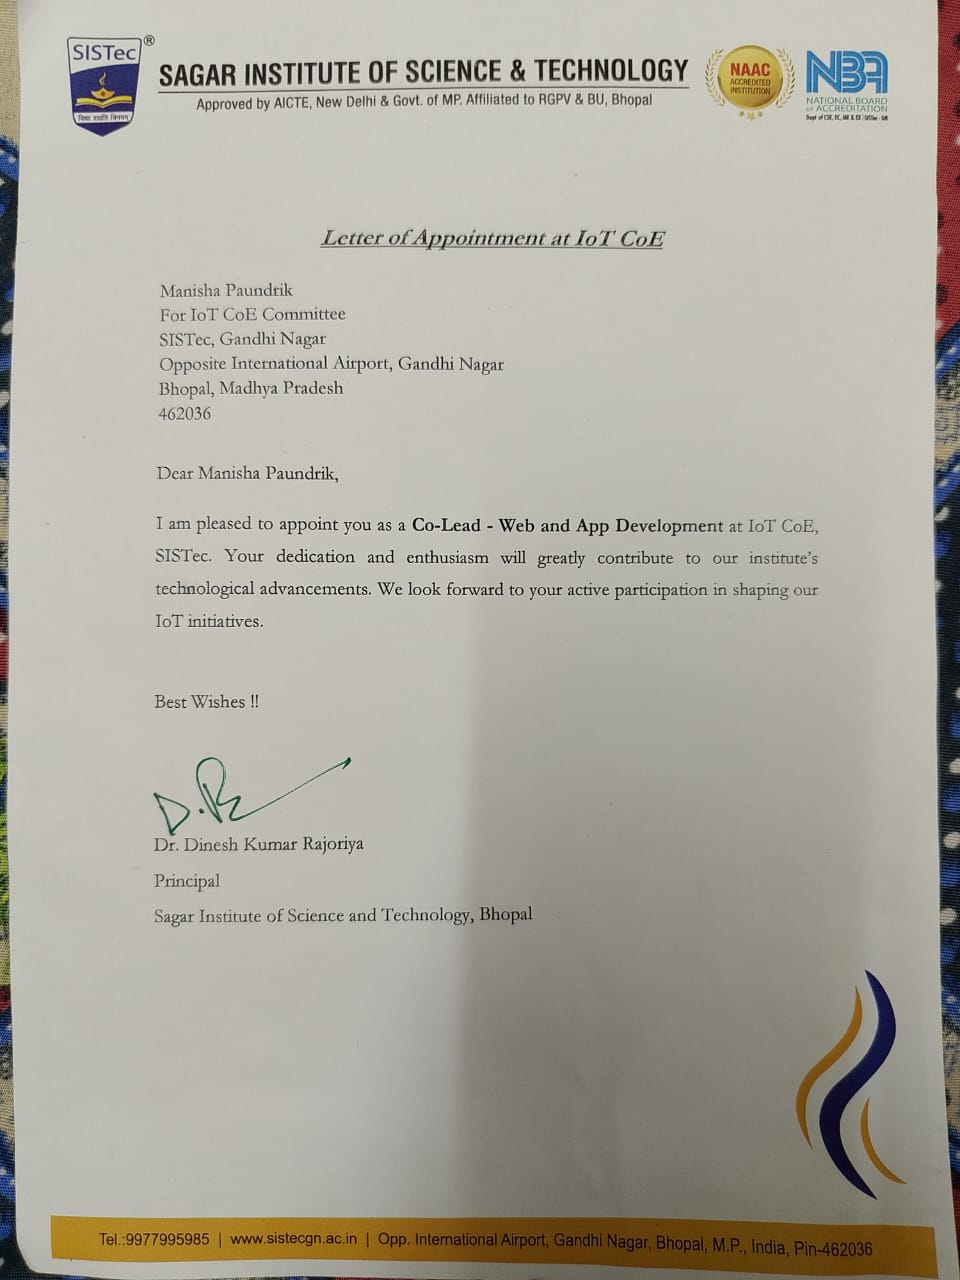 SISTec®
विद्या ददाति विनयम्
SAGAR INSTITUTE OF SCIENCE & TECHNOLOGY
Approved by AICTE, New Delhi & Govt. of MP. Affiliated to RGPV & BU, Bhopal
NAAC
ACCREDITED
INSTITUTION
NBA
NATIONAL BOARD
OF ACCREDITATION
Dept of CSE, EC, ME & CE | SISTec - GN
Letter of Appointment at IoT CoE
Manisha Paundrik
For IoT CoE Committee
SISTec, Gandhi Nagar
Opposite International Airport, Gandhi Nagar
Bhopal, Madhya Pradesh
462036
Dear Manisha Paundrik,
I am pleased to appoint you as a Co-Lead - Web and App Development at IoT CoE,
SISTec. Your dedication and enthusiasm will greatly contribute to our institute's
technological advancements. We look forward to your active participation in shaping our
IoT initiatives.
Best Wishes !!
D.R
Dr. Dinesh Kumar Rajoriya
Principal
Sagar Institute of Science and Technology, Bhopal
Tel.:9977995985 | www.sistecgn.ac.in | Opp. International Airport, Gandhi Nagar, Bhopal, M.P., India, Pin-462036